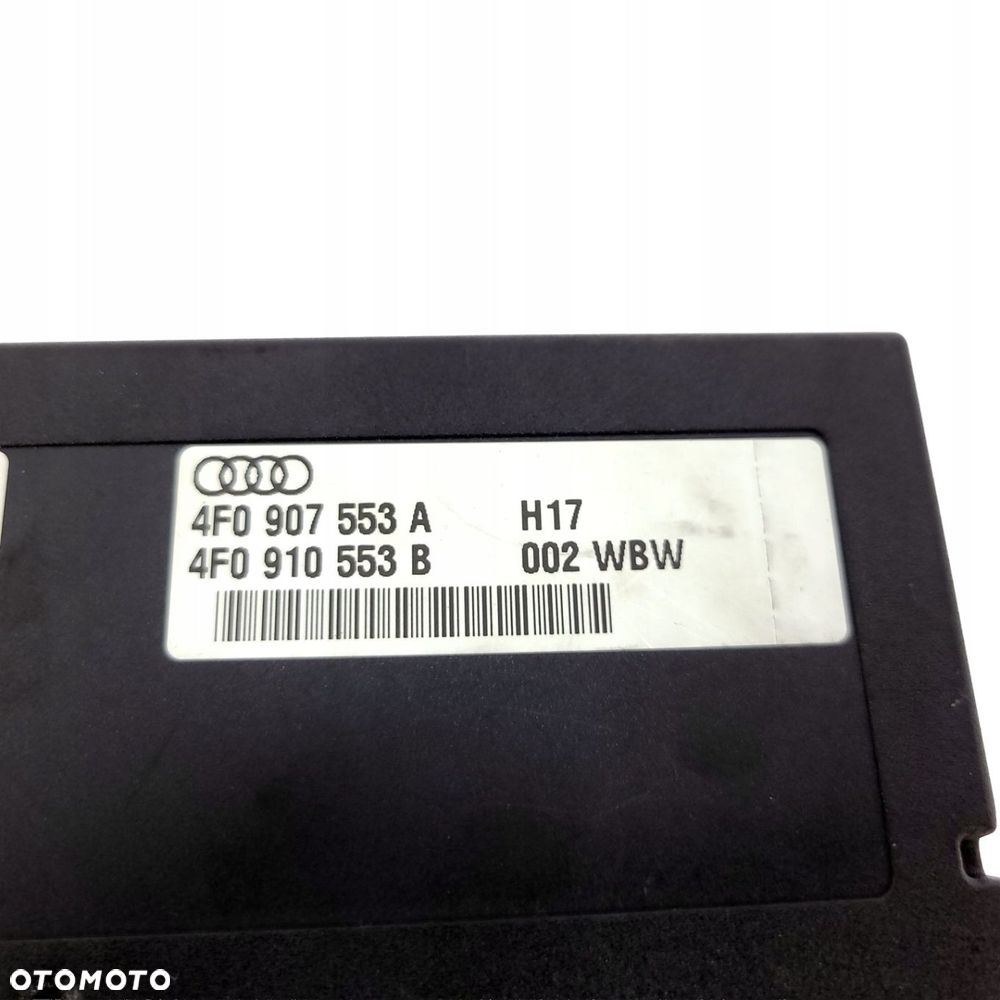 4F0 907 553 A H17
4F0 910 553 B 002 WBW
OTOMOTO